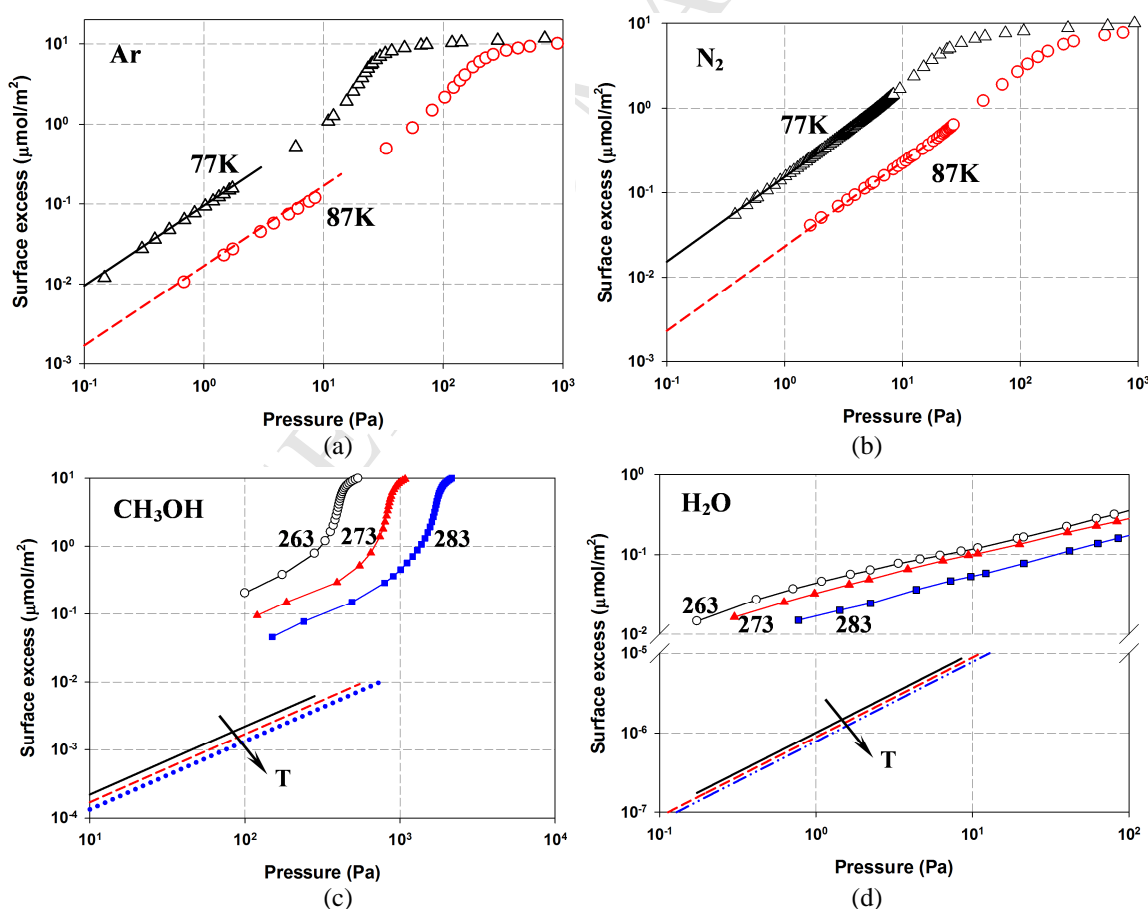 Ar
77K
87K
Surface excess (μmol/m²)
10¹
10⁰
10⁻¹
10⁻²
10⁻³
10⁻¹ 10⁰ 10¹ 10² 10³
Pressure (Pa)
(a)
N₂
77K
87K
Surface excess (μmol/m²)
10¹
10⁰
10⁻¹
10⁻²
10⁻³
10⁻¹ 10⁰ 10¹ 10² 10³
Pressure (Pa)
(b)
CH₃OH
263 273 283
T
Surface excess (μmol/m²)
10¹
10⁰
10⁻¹
10⁻²
10⁻³
10⁻⁴
10¹ 10² 10³ 10⁴
Pressure (Pa)
(c)
H₂O
263
273
283
T
Surface excess (μmol/m²)
10⁰
10⁻¹
10⁻²
10⁻⁵
10⁻⁶
10⁻⁷
10⁻¹ 10⁰ 10¹ 10²
Pressure (Pa)
(d)